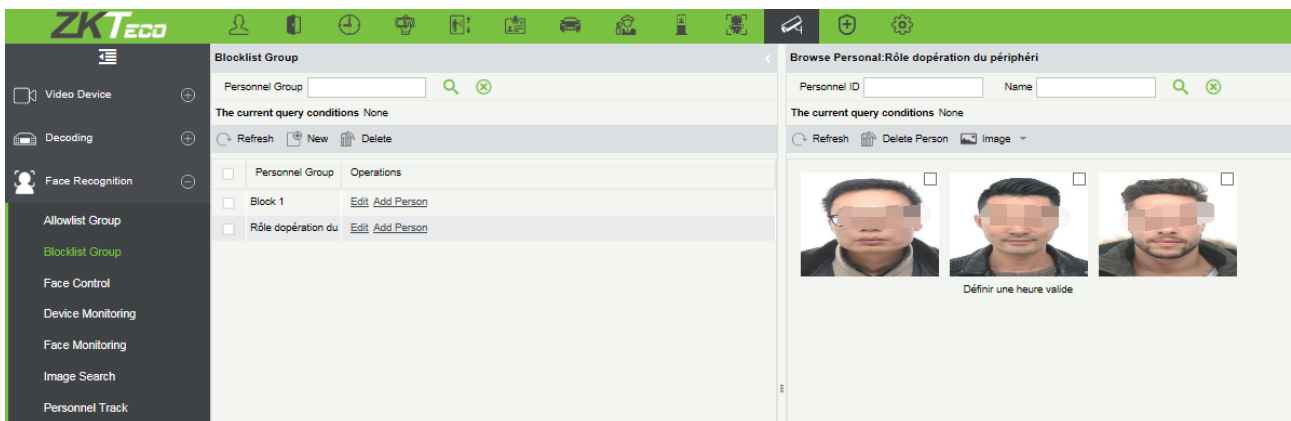 ZKTECO
Video Device
Decoding
Face Recognition
Allowlist Group
Blocklist Group
Face Control
Device Monitoring
Face Monitoring
Image Search
Personnel Track
Blocklist Group
Personnel Group
The current query conditions None
Refresh New Delete
Personnel Group Operations
Block 1 Edit Add Person
Rôle dopération du Edit Add Person
Browse Personal:Rôle dopération du périphéri
Personnel ID Name
The current query conditions None
Refresh Delete Person Image
Définir une heure valide